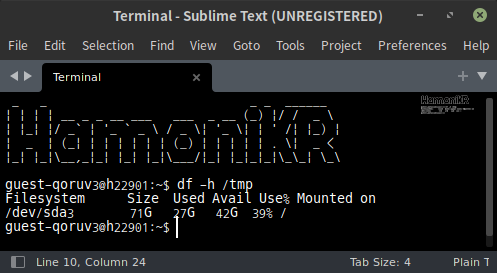 Terminal - Sublime Text (UNREGISTERED)
File Edit Selection Find View Goto Tools Project Preferences Help
Terminal
HamoniKR
guest-qoruv3@h22901:~$ df -h /tmp
Filesystem Size Used Avail Use% Mounted on
/dev/sda3 71G 27G 42G 39% /
guest-qoruv3@h22901:~$
Line 10, Column 24 Tab Size: 4 Plain T